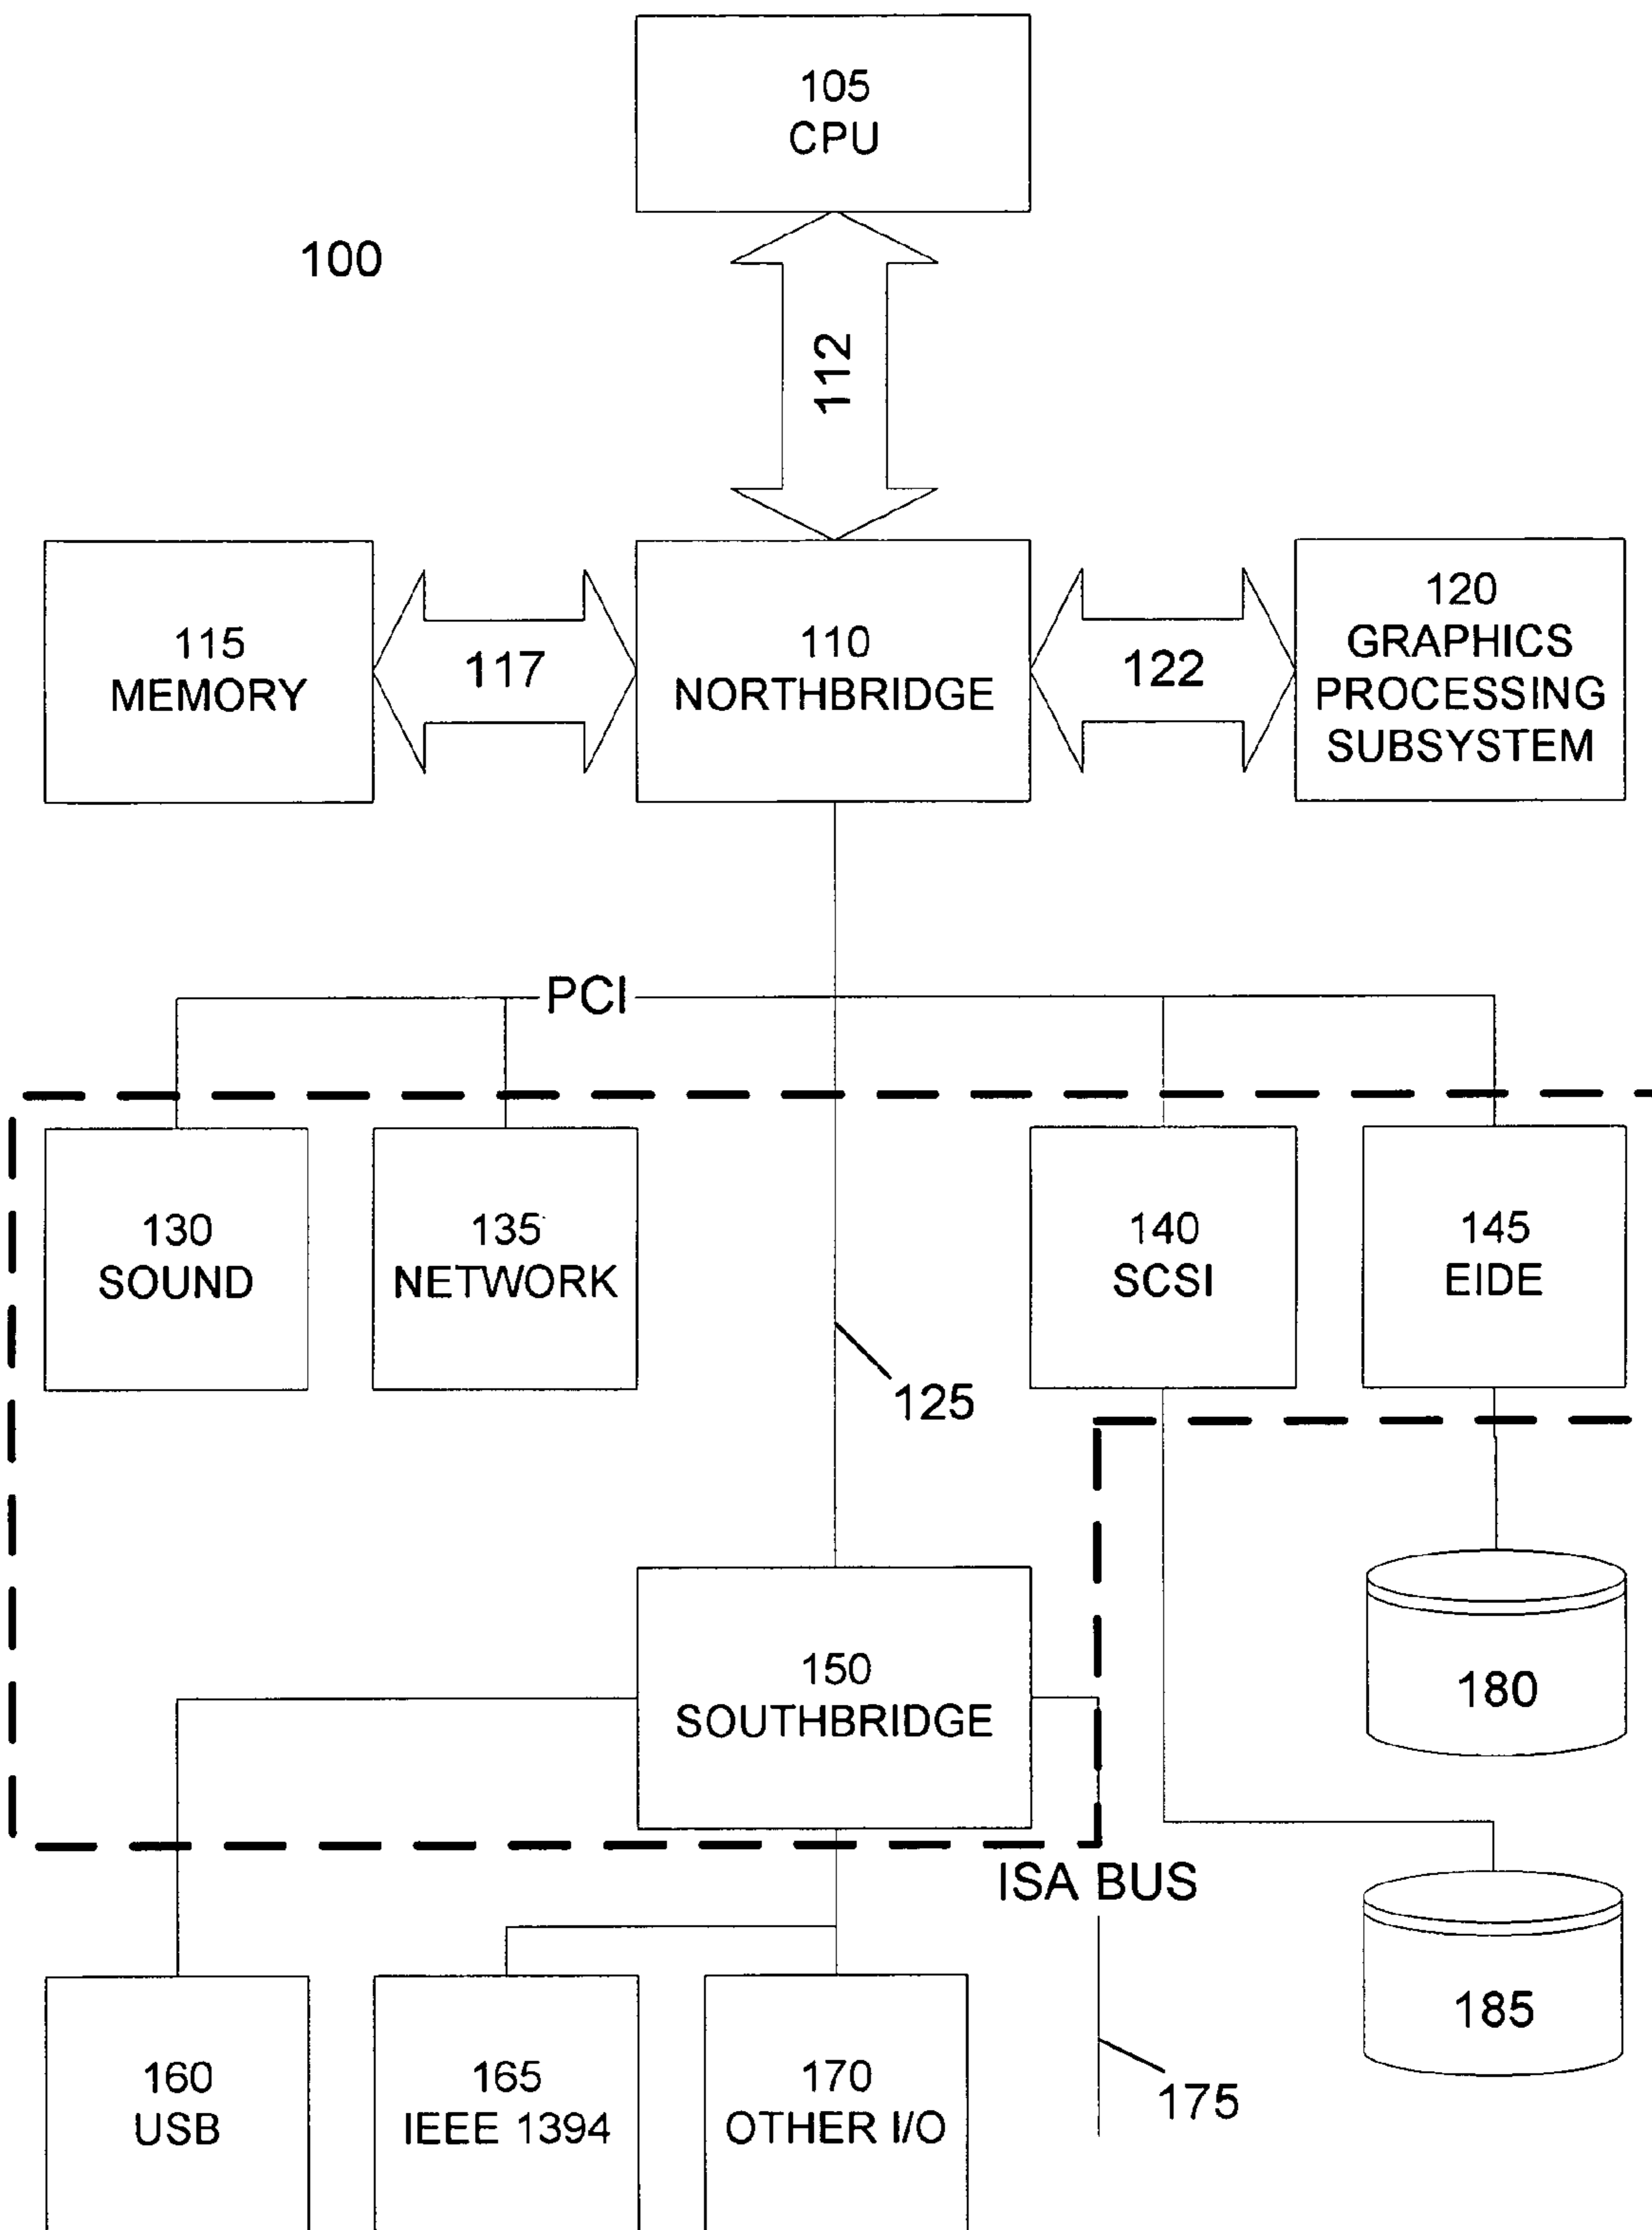 105
CPU
100
112
115
MEMORY
117
110
NORTHBRIDGE
122
120
GRAPHICS
PROCESSING
SUBSYSTEM
PCI
130
SOUND
135
NETWORK
140
SCSI
145
EIDE
125
150
SOUTHBRIDGE
180
ISA BUS
185
160
USB
165
IEEE 1394
170
OTHER I/O
175